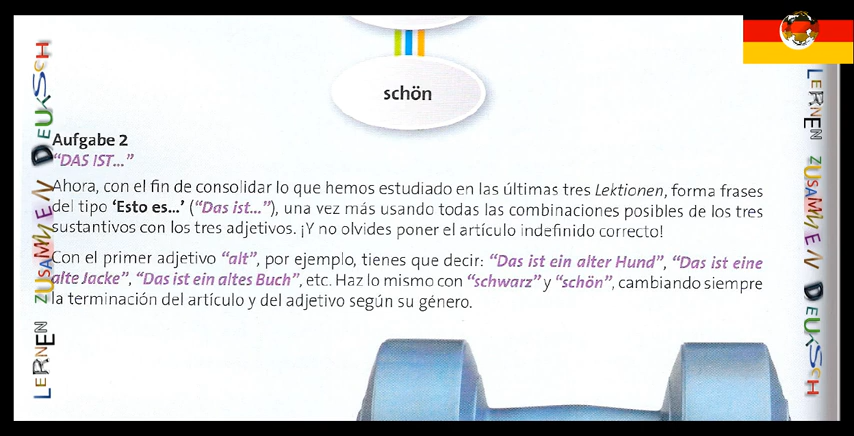 schön
LERNEN ZUSAMMEN DEUKScH
Aufgabe 2
"DAS IST..."
Ahora, con el fin de consolidar lo que hemos estudiado en las últimas tres Lektionen, forma frases
del tipo 'Esto es...' ("Das ist..."), una vez más usando todas las combinaciones posibles de los tres
sustantivos con los tres adjetivos. ¡Y no olvides poner el artículo indefinido correcto!
Con el primer adjetivo "alt", por ejemplo, tienes que decir: "Das ist ein alter Hund", "Das ist eine
alte Jacke", "Das ist ein altes Buch", etc. Haz lo mismo con "schwarz" y "schön", cambiando siempre
la terminación del artículo y del adjetivo según su género.
LERNEN ZUSAMMEN DEUKScH